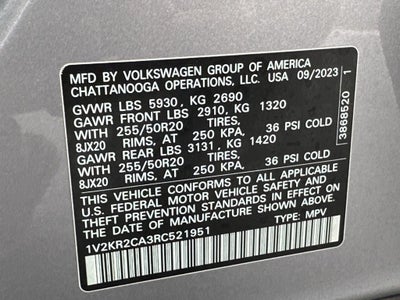 MFD BY VOLKSWAGEN GROUP OF AMERICA
CHATTANOOGA OPERATIONS, LLC. USA 09/2023
GVWR LBS 5930, KG 2690
GAWR FRONT LBS 2910, KG 1320
WITH 255/50R20 TIRES,
8JX20 RIMS, AT 250 KPA. 36 PSI COLD
GAWR REAR LBS 3131, KG 1420
WITH 255/50R20 TIRES,
8JX20 RIMS, AT 250 KPA. 36 PSI COLD
THIS VEHICLE CONFORMS TO ALL APPLICABLE
U.S. FEDERAL MOTOR VEHICLE SAFETY AND
THEFT PREVENTION STANDARDS IN EFFECT ON
THE DATE OF MANUFACTURE SHOWN ABOVE.
1V2KR2CA3RC521951 TYPE: MPV
3868520 1